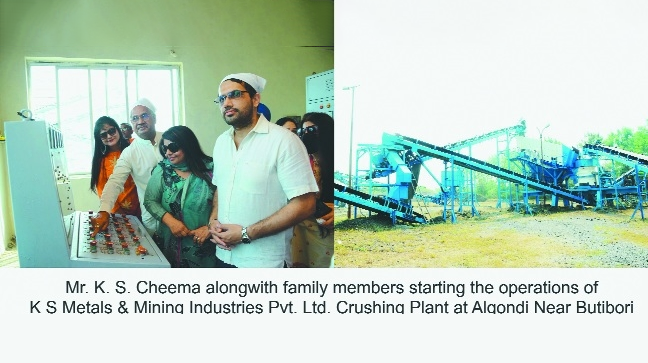 Mr. K. S. Cheema alongwith family members starting the operations of
K S Metals & Mining Industries Pvt. Ltd. Crushing Plant at Algondi Near Butibori